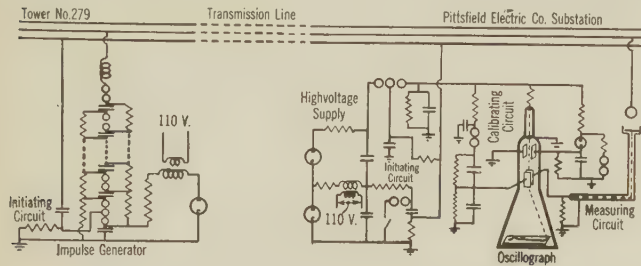 Tower No.279
Transmission Line
Pittsfield Electric Co. Substation
Highvoltage
Supply
110 V.
Calibrating
Circuit
Initiating
Circuit
Initiating
Circuit
110 V.
Impulse Generator
Measuring
Circuit
Oscillograph